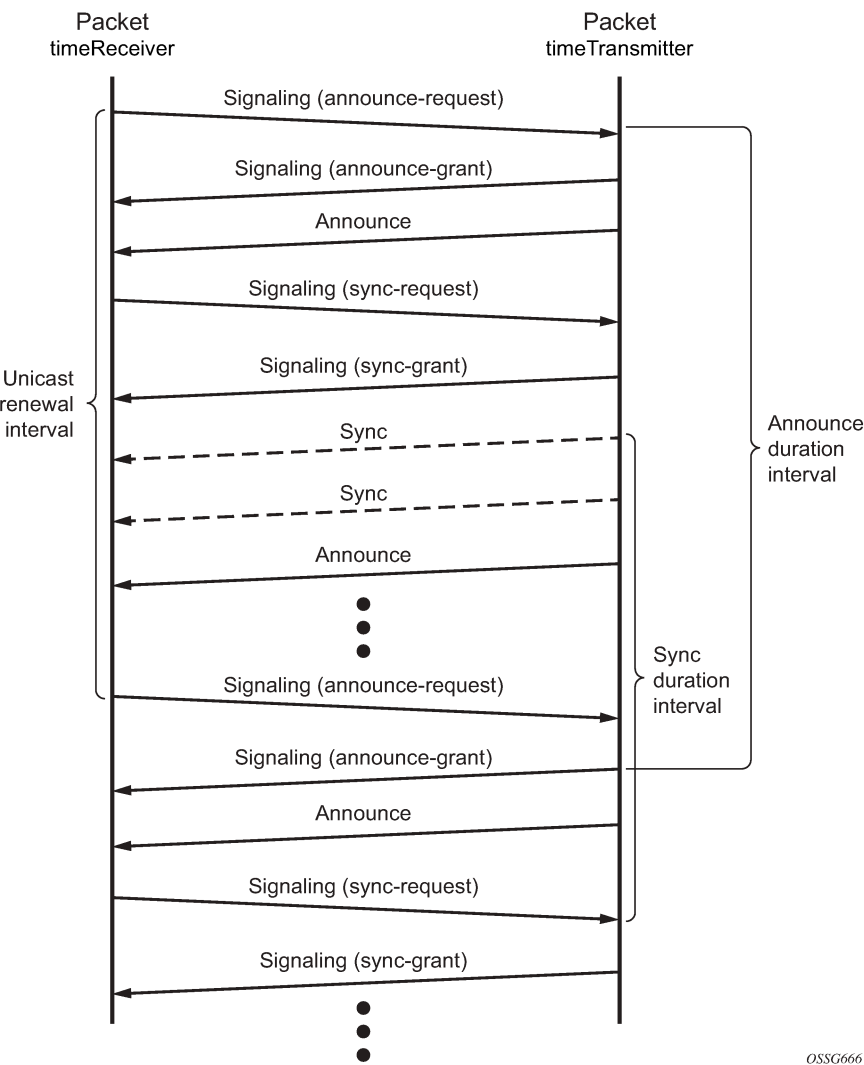 Packet
timeReceiver
Packet
timeTransmitter
Signaling (announce-request)
Signaling (announce-grant)
Announce
Signaling (sync-request)
Signaling (sync-grant)
Unicast
renewal
interval
Sync
Announce
duration
interval
Sync
Announce
Sync
duration
interval
Signaling (announce-request)
Signaling (announce-grant)
Announce
Signaling (sync-request)
Signaling (sync-grant)
OSSG666